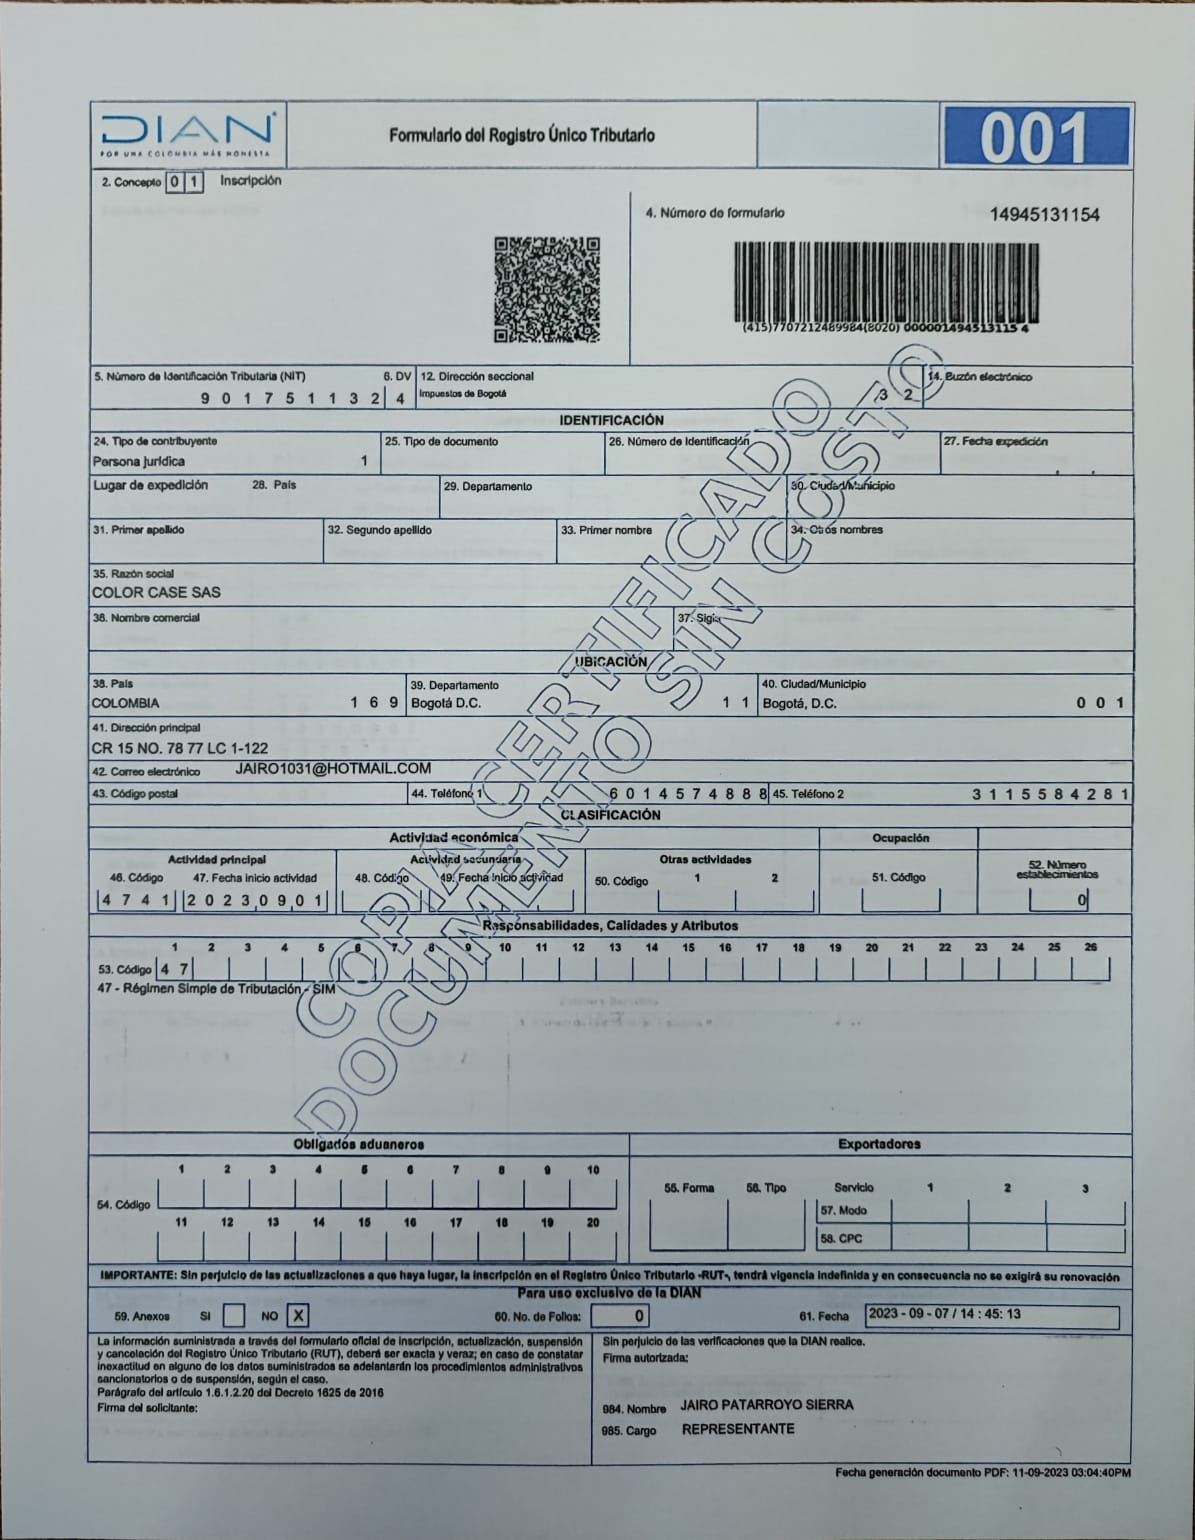 DIAN
POR UNA COLOMBIA MÁS HONESTA
Formulario del Registro Único Tributario
001
2. Concepto 0 1 Inscripción
4. Número de formulario 14945131154
(415)7707212489984(8020) 000001494513115 4
5. Número de Identificación Tributaria (NIT) 6. DV 12. Dirección seccional 14. Buzón electrónico
9 0 1 7 5 1 1 3 2 4 Impuestos de Bogotá 3 2
IDENTIFICACIÓN
24. Tipo de contribuyente 25. Tipo de documento 26. Número de Identificación 27. Fecha expedición
Persona jurídica 1
Lugar de expedición 28. País 29. Departamento 30. Ciudad/Municipio
31. Primer apellido 32. Segundo apellido 33. Primer nombre 34. Otros nombres
35. Razón social
COLOR CASE SAS
36. Nombre comercial 37. Sigla
UBICACIÓN
38. País 39. Departamento 40. Ciudad/Municipio
COLOMBIA 1 6 9 Bogotá D.C. 1 1 Bogotá, D.C. 0 0 1
41. Dirección principal
CR 15 NO. 78 77 LC 1-122
42. Correo electrónico JAIRO1031@HOTMAIL.COM
43. Código postal 44. Teléfono 1 6 0 1 4 5 7 4 8 8 8 45. Teléfono 2 3 1 1 5 5 8 4 2 8 1
CLASIFICACIÓN
Actividad económica Ocupación
Actividad principal Actividad secundaria Otras actividades 52. Número establecimientos
46. Código 47. Fecha inicio actividad 48. Código 49. Fecha inicio actividad 50. Código 1 2 51. Código
4 7 4 1 2 0 2 3 0 9 0 1 0
Responsabilidades, Calidades y Atributos
1 2 3 4 5 6 7 8 9 10 11 12 13 14 15 16 17 18 19 20 21 22 23 24 25 26
53. Código 4 7
47 - Régimen Simple de Tributación - SIM
COPIA CERTIFICADO
DOCUMENTO SIN COSTO
Obligados aduaneros Exportadores
1 2 3 4 5 6 7 8 9 10
54. Código
11 12 13 14 15 16 17 18 19 20
55. Forma 56. Tipo Servicio 1 2 3
57. Modo
58. CPC
IMPORTANTE: Sin perjuicio de las actualizaciones a que haya lugar, la inscripción en el Registro Único Tributario -RUT-, tendrá vigencia indefinida y en consecuencia no se exigirá su renovación
Para uso exclusivo de la DIAN
59. Anexos SI NO X 60. No. de Folios: 0 61. Fecha 2023 - 09 - 07 / 14 : 45: 13
La información suministrada a través del formulario oficial de inscripción, actualización, suspensión
y cancelación del Registro Único Tributario (RUT), deberá ser exacta y veraz; en caso de constatar
inexactitud en alguno de los datos suministrados se adelantarán los procedimientos administrativos
sancionatorios o de suspensión, según el caso.
Parágrafo del artículo 1.6.1.2.20 del Decreto 1625 de 2016
Firma del solicitante:
Sin perjuicio de las verificaciones que la DIAN realice.
Firma autorizada:
984. Nombre JAIRO PATARROYO SIERRA
985. Cargo REPRESENTANTE
Fecha generación documento PDF: 11-09-2023 03:04:40PM